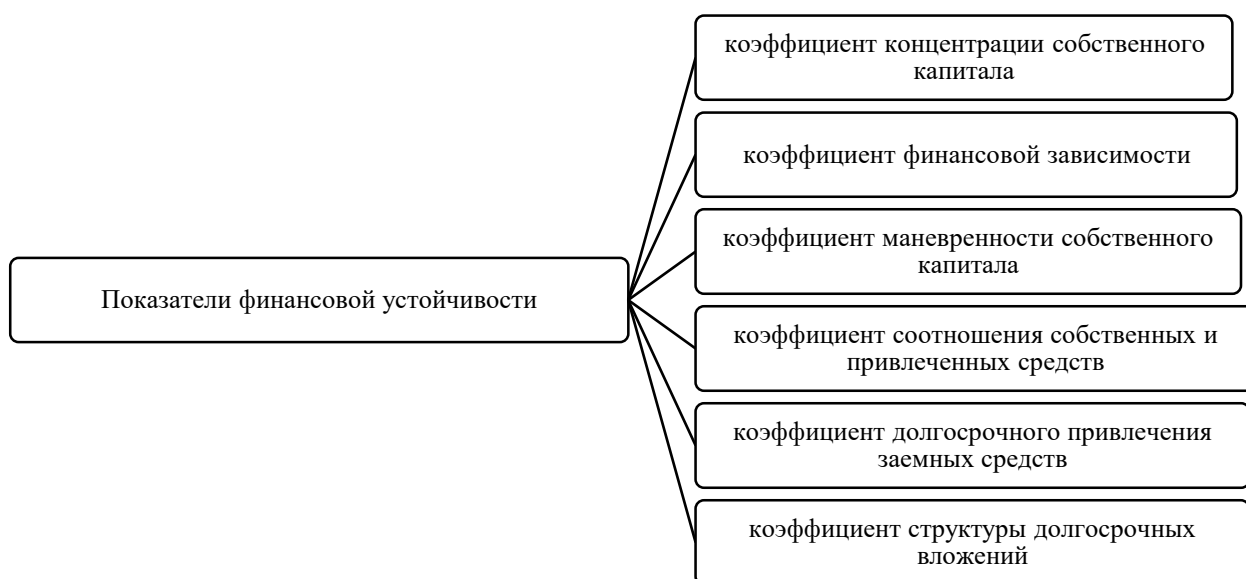 коэффициент концентрации собственного
капитала
коэффициент финансовой зависимости
коэффициент маневренности собственного
капитала
Показатели финансовой устойчивости
коэффициент соотношения собственных и
привлеченных средств
коэффициент долгосрочного привлечения
заемных средств
коэффициент структуры долгосрочных
вложений